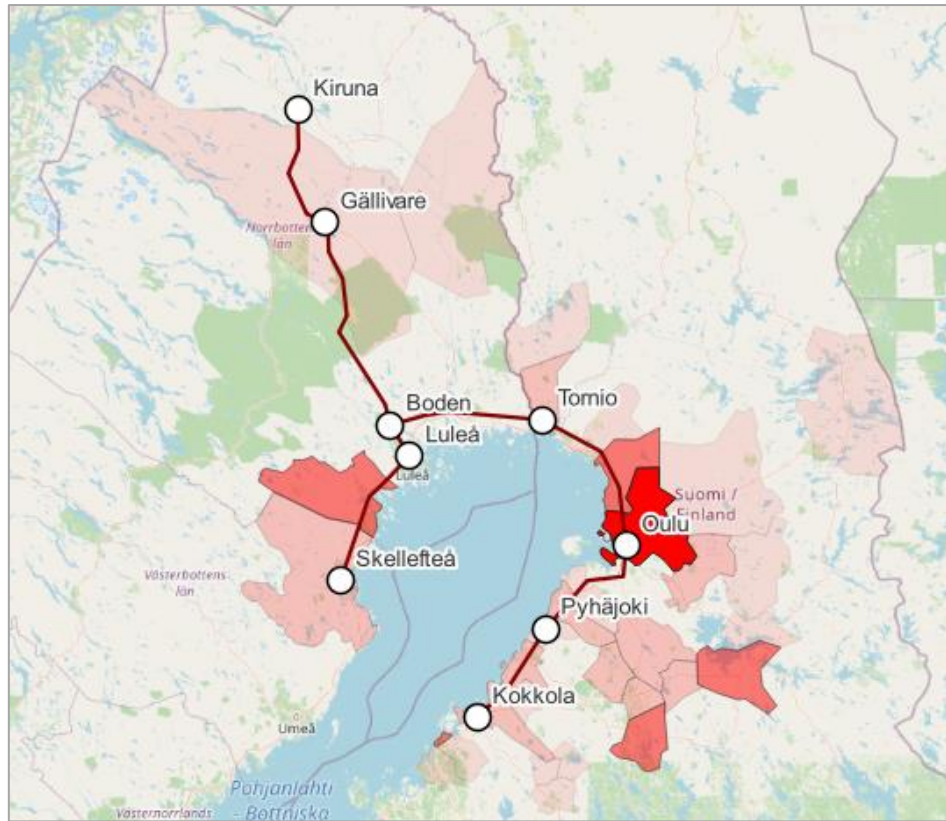 Kiruna
Gällivare
Norrbottens
län
Boden
Tornio
Luleå
Luleå
Suomi /
Finland
Oulu
Skellefteå
Västerbottens
län
Pyhäjoki
Kokkola
Umeå
Pohjanlahti
- Bottniska
Västernorrlands